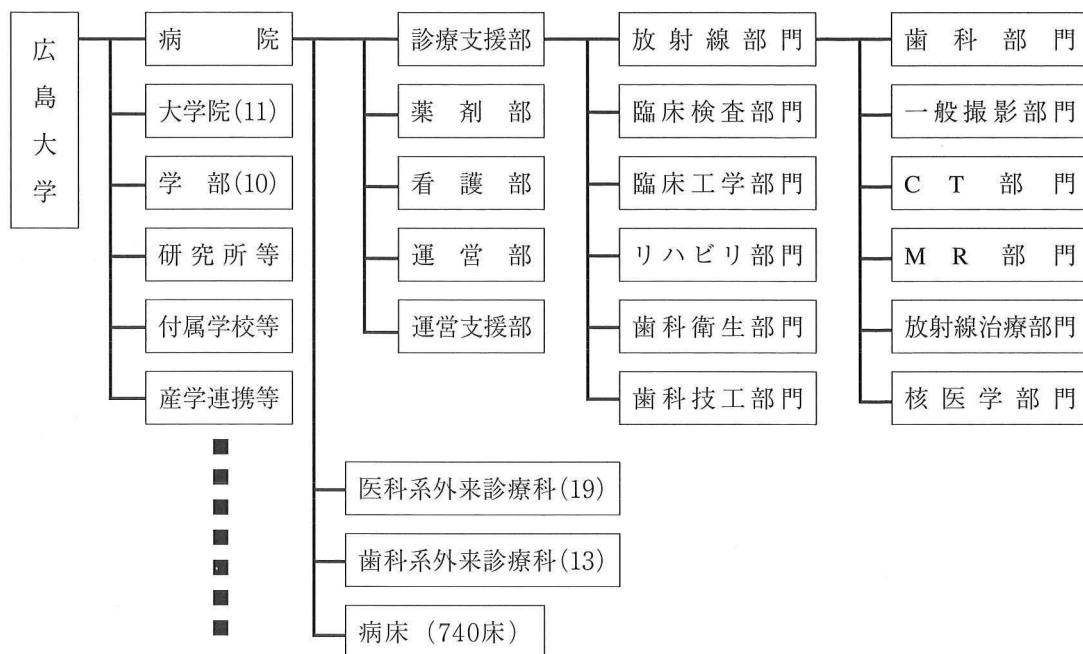 広島大学
病院
診療支援部
放射線部門
歯科部門
大学院(11)
薬剤部
臨床検査部門
一般撮影部門
学部(10)
看護部
臨床工学部門
CT部門
研究所等
運営部
リハビリ部門
MR部門
付属学校等
運営支援部
歯科衛生部門
放射線治療部門
産学連携等
歯科技工部門
核医学部門
医科系外来診療科(19)
歯科系外来診療科(13)
病床（740床）